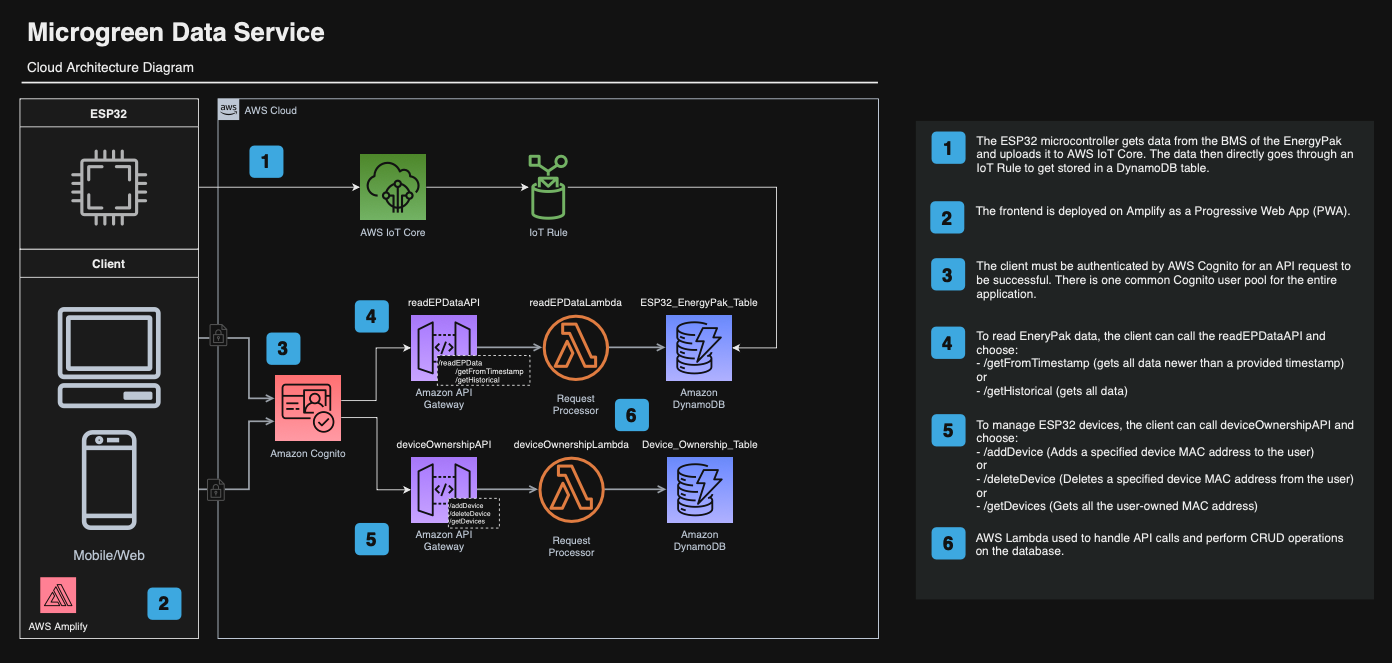 Microgreen Data Service
Cloud Architecture Diagram
ESP32
aws
AWS Cloud
1
AWS IoT Core
IoT Rule
Client
Mobile/Web
AWS Amplify
2
3
Amazon Cognito
4
readEPDataAPI
readEPDataLambda
ESP32_EnergyPak_Table
/readEPData
/getFromTimestamp
/getHistorical
Amazon API
Gateway
Request
Processor
Amazon
DynamoDB
6
deviceOwnershipAPI
deviceOwnershipLambda
Device_Ownership_Table
/addDevice
/deleteDevice
/getDevices
5
Amazon API
Gateway
Request
Processor
Amazon
DynamoDB
1
The ESP32 microcontroller gets data from the BMS of the EnergyPak
and uploads it to AWS IoT Core. The data then directly goes through an
IoT Rule to get stored in a DynamoDB table.
2
The frontend is deployed on Amplify as a Progressive Web App (PWA).
3
The client must be authenticated by AWS Cognito for an API request to
be successful. There is one common Cognito user pool for the entire
application.
4
To read EneryPak data, the client can call the readEPDataAPI and
choose:
- /getFromTimestamp (gets all data newer than a provided timestamp)
or
- /getHistorical (gets all data)
5
To manage ESP32 devices, the client can call deviceOwnershipAPI and
choose:
- /addDevice (Adds a specified device MAC address to the user)
or
- /deleteDevice (Deletes a specified device MAC address from the user)
or
- /getDevices (Gets all the user-owned MAC address)
6
AWS Lambda used to handle API calls and perform CRUD operations
on the database.